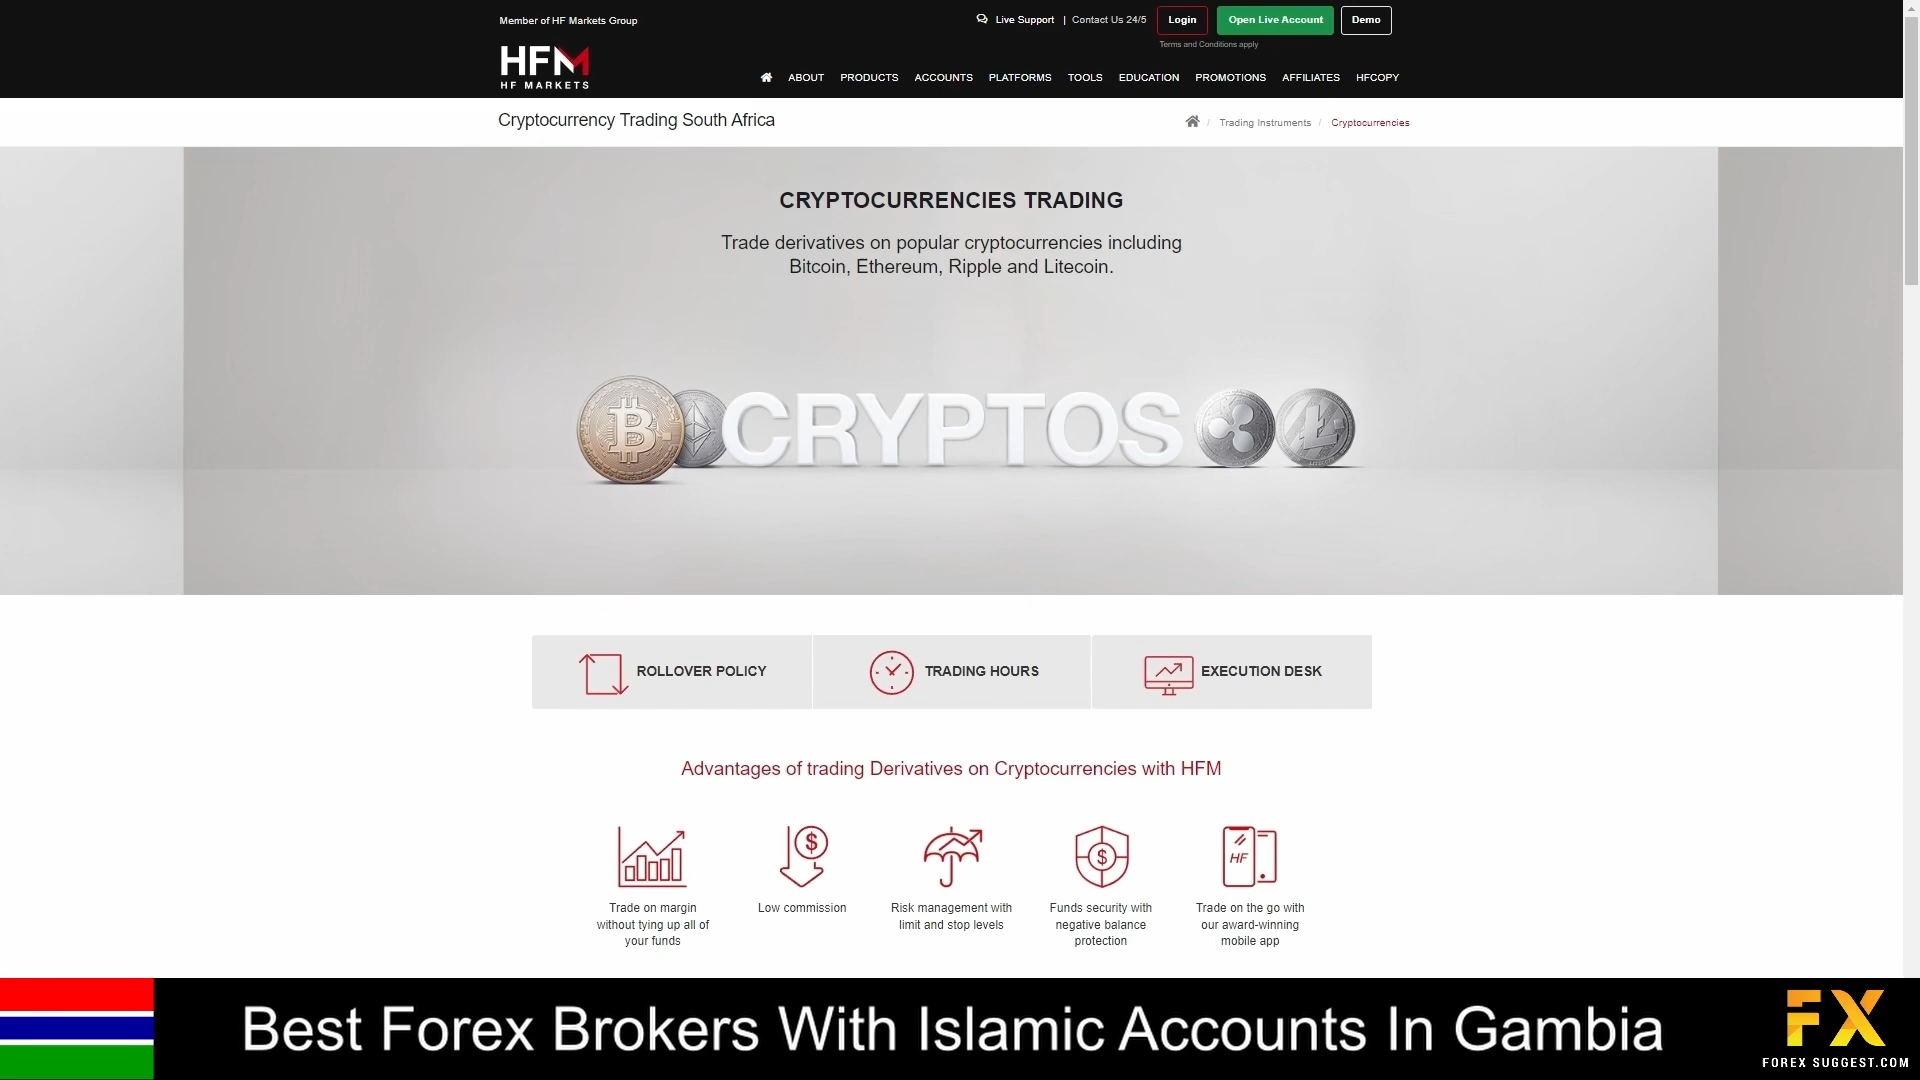 Member of HF Markets Group
Live Support | Contact Us 24/5 Login Open Live Account Demo
Terms and Conditions apply
HFM
HF MARKETS
ABOUT PRODUCTS ACCOUNTS PLATFORMS TOOLS EDUCATION PROMOTIONS AFFILIATES HFCOPY
Cryptocurrency Trading South Africa
/ Trading Instruments / Cryptocurrencies
CRYPTOCURRENCIES TRADING
Trade derivatives on popular cryptocurrencies including
Bitcoin, Ethereum, Ripple and Litecoin.
CRYPTOS
ROLLOVER POLICY
TRADING HOURS
EXECUTION DESK
Advantages of trading Derivatives on Cryptocurrencies with HFM
HF
Trade on margin
without tying up all of
your funds
Low commission
Risk management with
limit and stop levels
Funds security with
negative balance
protection
Trade on the go with
our award-winning
mobile app
Best Forex Brokers With Islamic Accounts In Gambia
FX
FOREX SUGGEST.COM